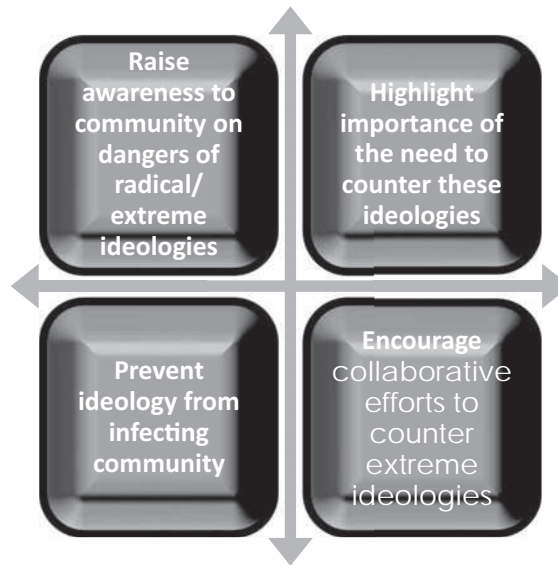 Raise
awareness to
community on
dangers of
radical/
extreme
ideologies
Highlight
importance of
the need to
counter these
ideologies
Prevent
ideology from
infecting
community
Encourage
collaborative
efforts to
counter
extreme
ideologies